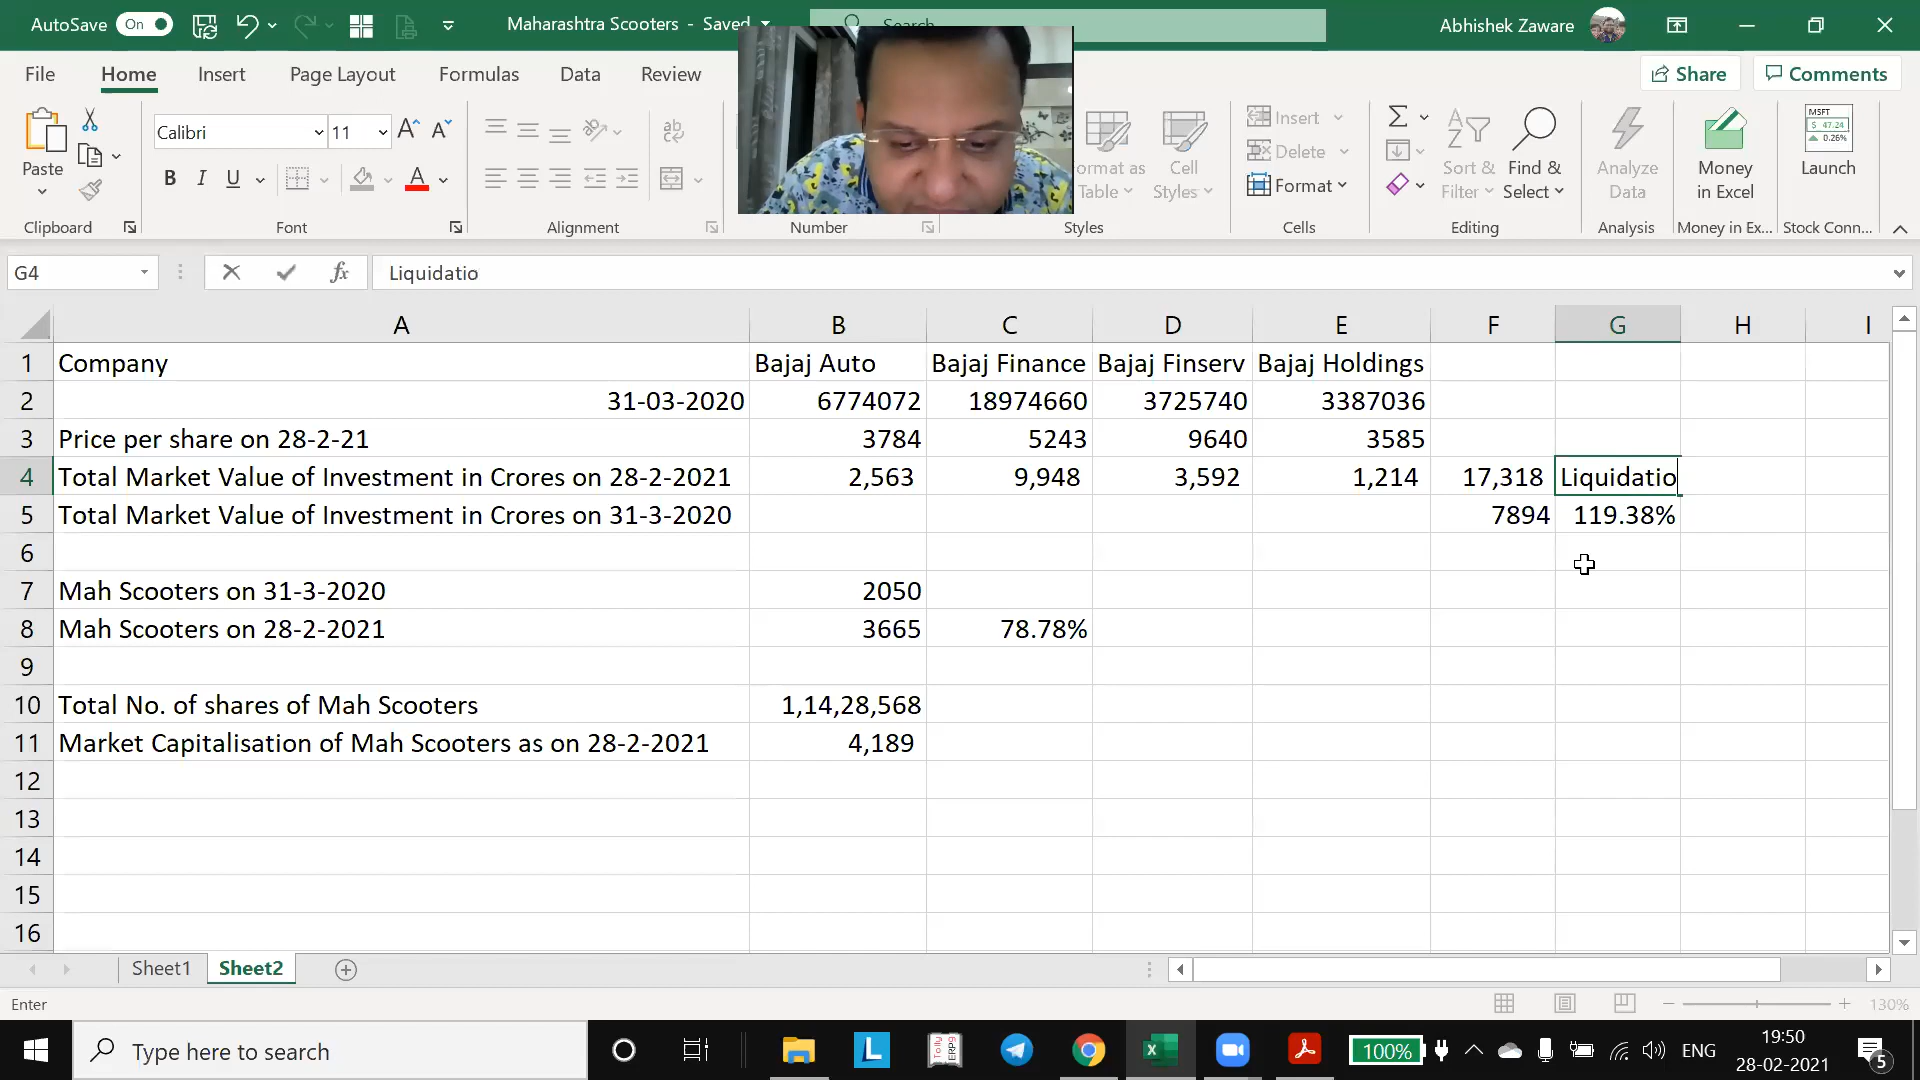 AutoSave On Maharashtra Scooters - Saved Search Abhishek Zaware
File Home Insert Page Layout Formulas Data Review Share Comments
Calibri 11
Paste
Clipboard Font Alignment Number
Table Cell Styles Styles
Insert Delete Format Cells
Sort & Filter Find & Select Editing
Analyze Data Analysis
Money in Excel Money in Ex...
MSFT 47.24 0.26% Launch Stock Conn...
G4 fx Liquidatio
A B C D E F G H I
1 Company Bajaj Auto Bajaj Finance Bajaj Finserv Bajaj Holdings
2 31-03-2020 6774072 18974660 3725740 3387036
3 Price per share on 28-2-21 3784 5243 9640 3585
4 Total Market Value of Investment in Crores on 28-2-2021 2,563 9,948 3,592 1,214 17,318 Liquidatio
5 Total Market Value of Investment in Crores on 31-3-2020 7894 119.38%
6
7 Mah Scooters on 31-3-2020 2050
8 Mah Scooters on 28-2-2021 3665 78.78%
9
10 Total No. of shares of Mah Scooters 1,14,28,568
11 Market Capitalisation of Mah Scooters as on 28-2-2021 4,189
12
13
14
15
16
Sheet1 Sheet2
Enter 130%
Type here to search 100% ENG 19:50
28-02-2021 5